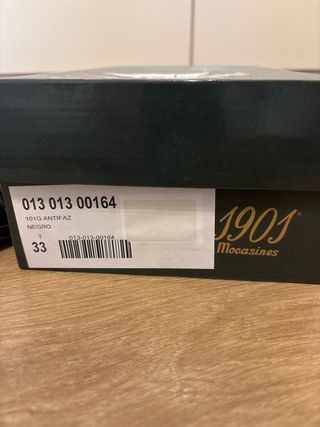 013 013 00164
101G ANTIFAZ
NEGRO
T
33
013-013-00164
1901®
Mocasines